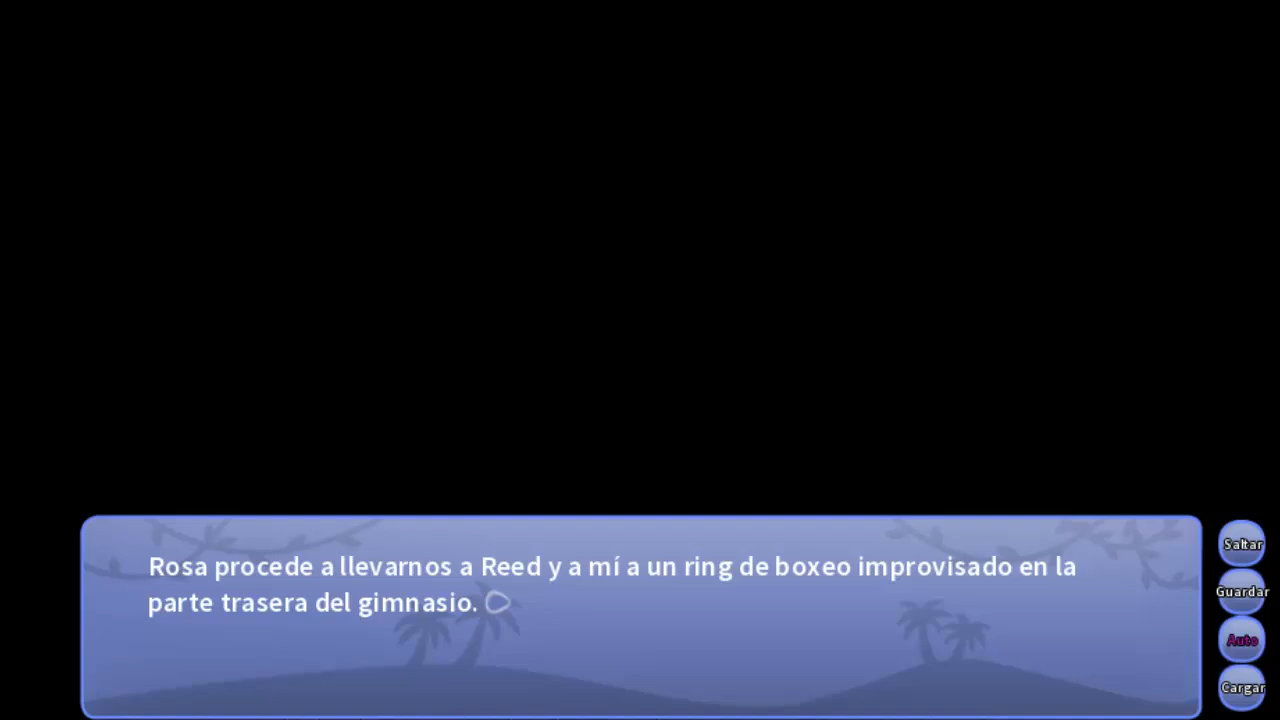 Rosa procede a llevarnos a Reed y a mí a un ring de boxeo improvisado en la
parte trasera del gimnasio.
Saltar
Guardar
Auto
Cargar